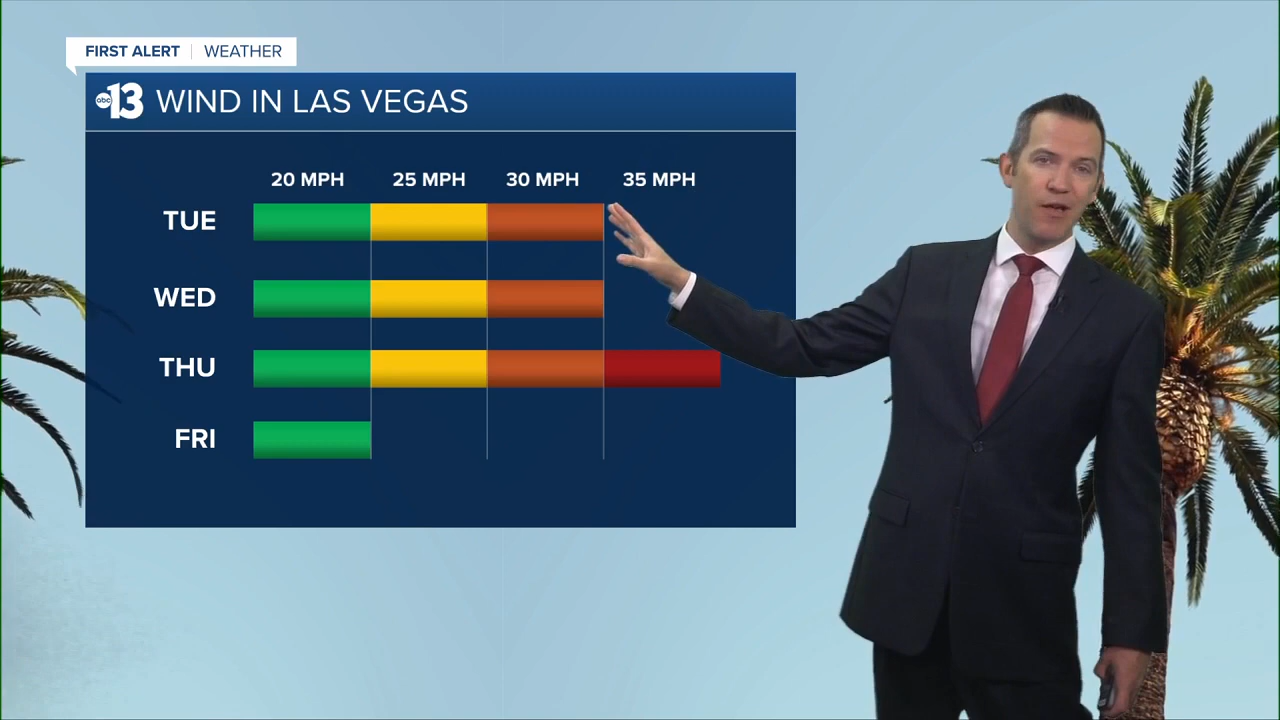 FIRST ALERT | WEATHER
abc 13 WIND IN LAS VEGAS
20 MPH 25 MPH 30 MPH 35 MPH
TUE
WED
THU
FRI